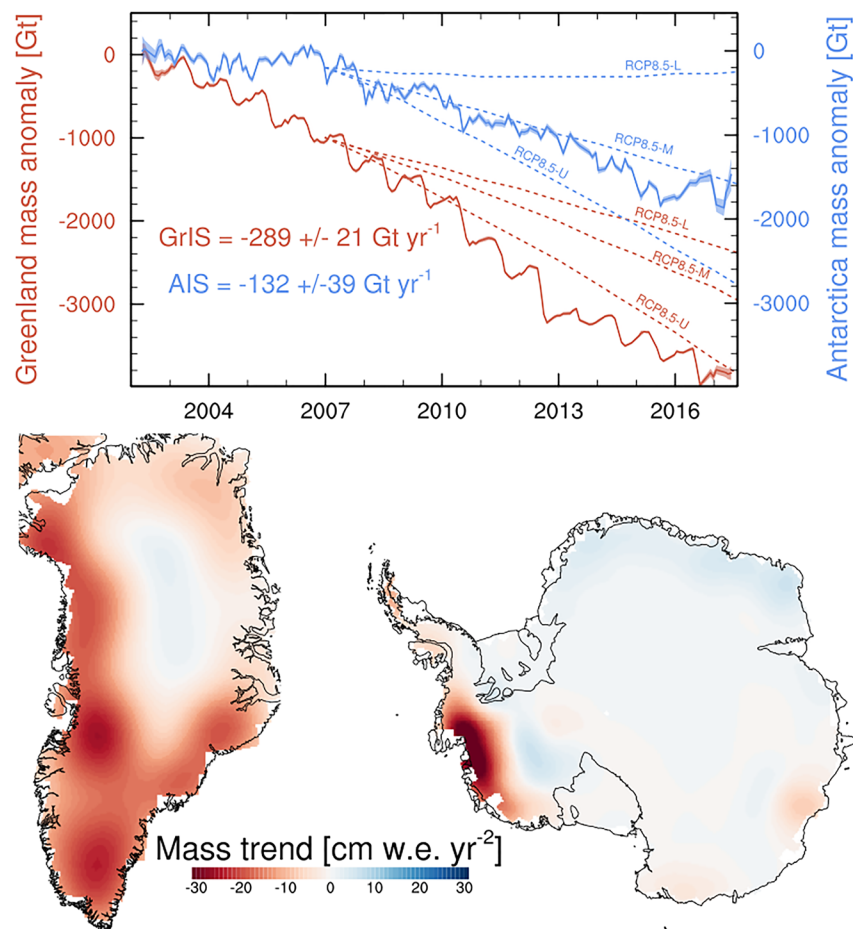 Greenland mass anomaly [Gt]
Antarctica mass anomaly [Gt]
0
-1000
-2000
-3000
0
-1000
-2000
-3000
RCP8.5-L
RCP8.5-M
RCP8.5-U
RCP8.5-L
RCP8.5-M
RCP8.5-U
GrIS = -289 +/- 21 Gt yr-1
AIS = -132 +/-39 Gt yr-1
2004 2007 2010 2013 2016
Mass trend [cm w.e. yr-2]
-30 -20 -10 0 10 20 30